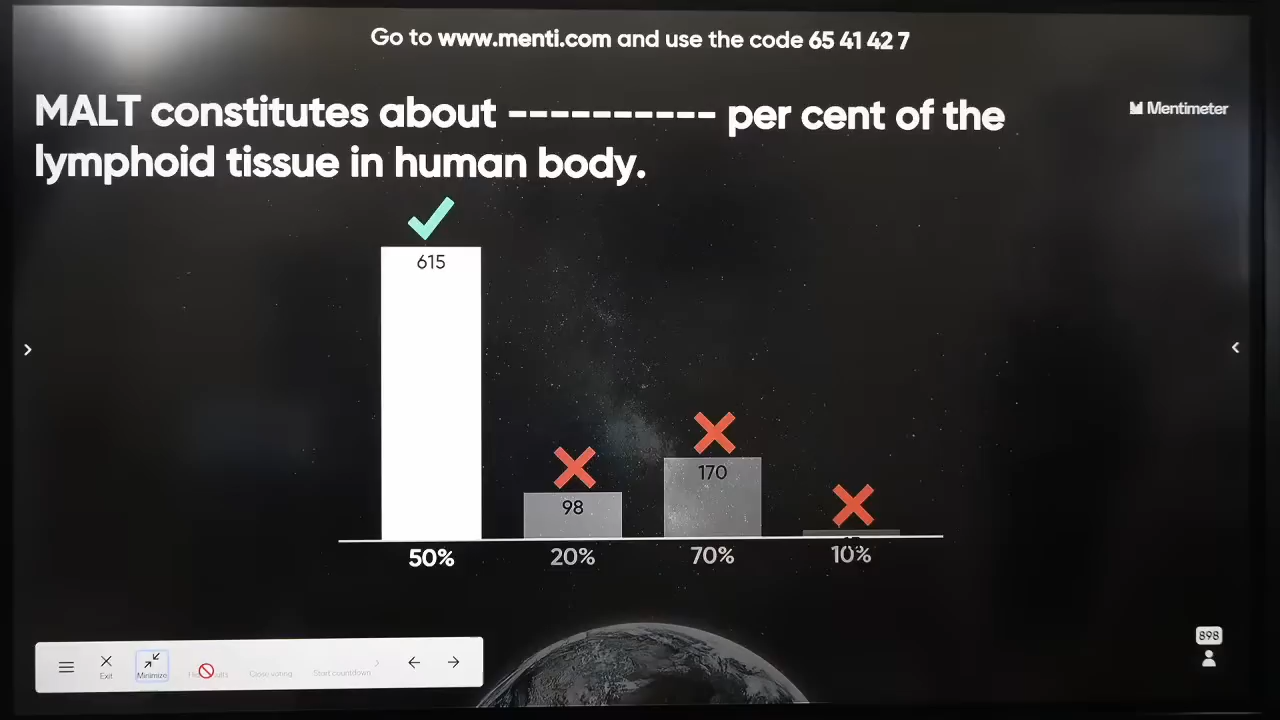 Go to www.menti.com and use the code 65 41 42 7
MALT constitutes about ---------- per cent of the
lymphoid tissue in human body.
Mentimeter
615
98
170
50%
20%
70%
10%
898
Exit
Minimize
Close voting
Start countdown